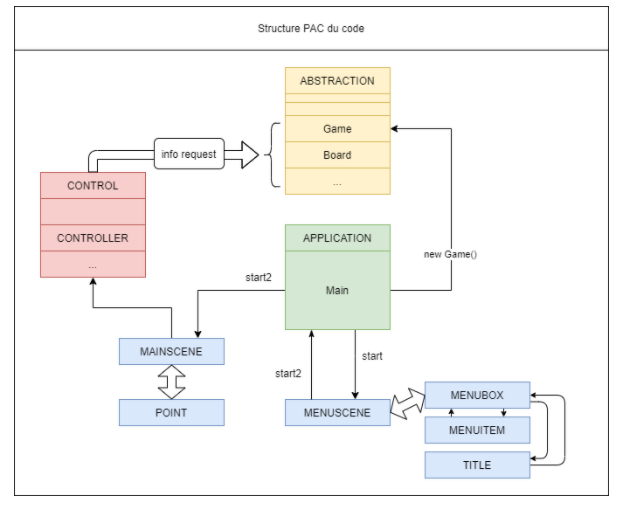 Structure PAC du code
ABSTRACTION
Game
info request
Board
...
CONTROL
CONTROLLER
...
APPLICATION
new Game()
start2
Main
MAINSCENE
start
start2
POINT
MENUSCENE
MENUBOX
MENUITEM
TITLE